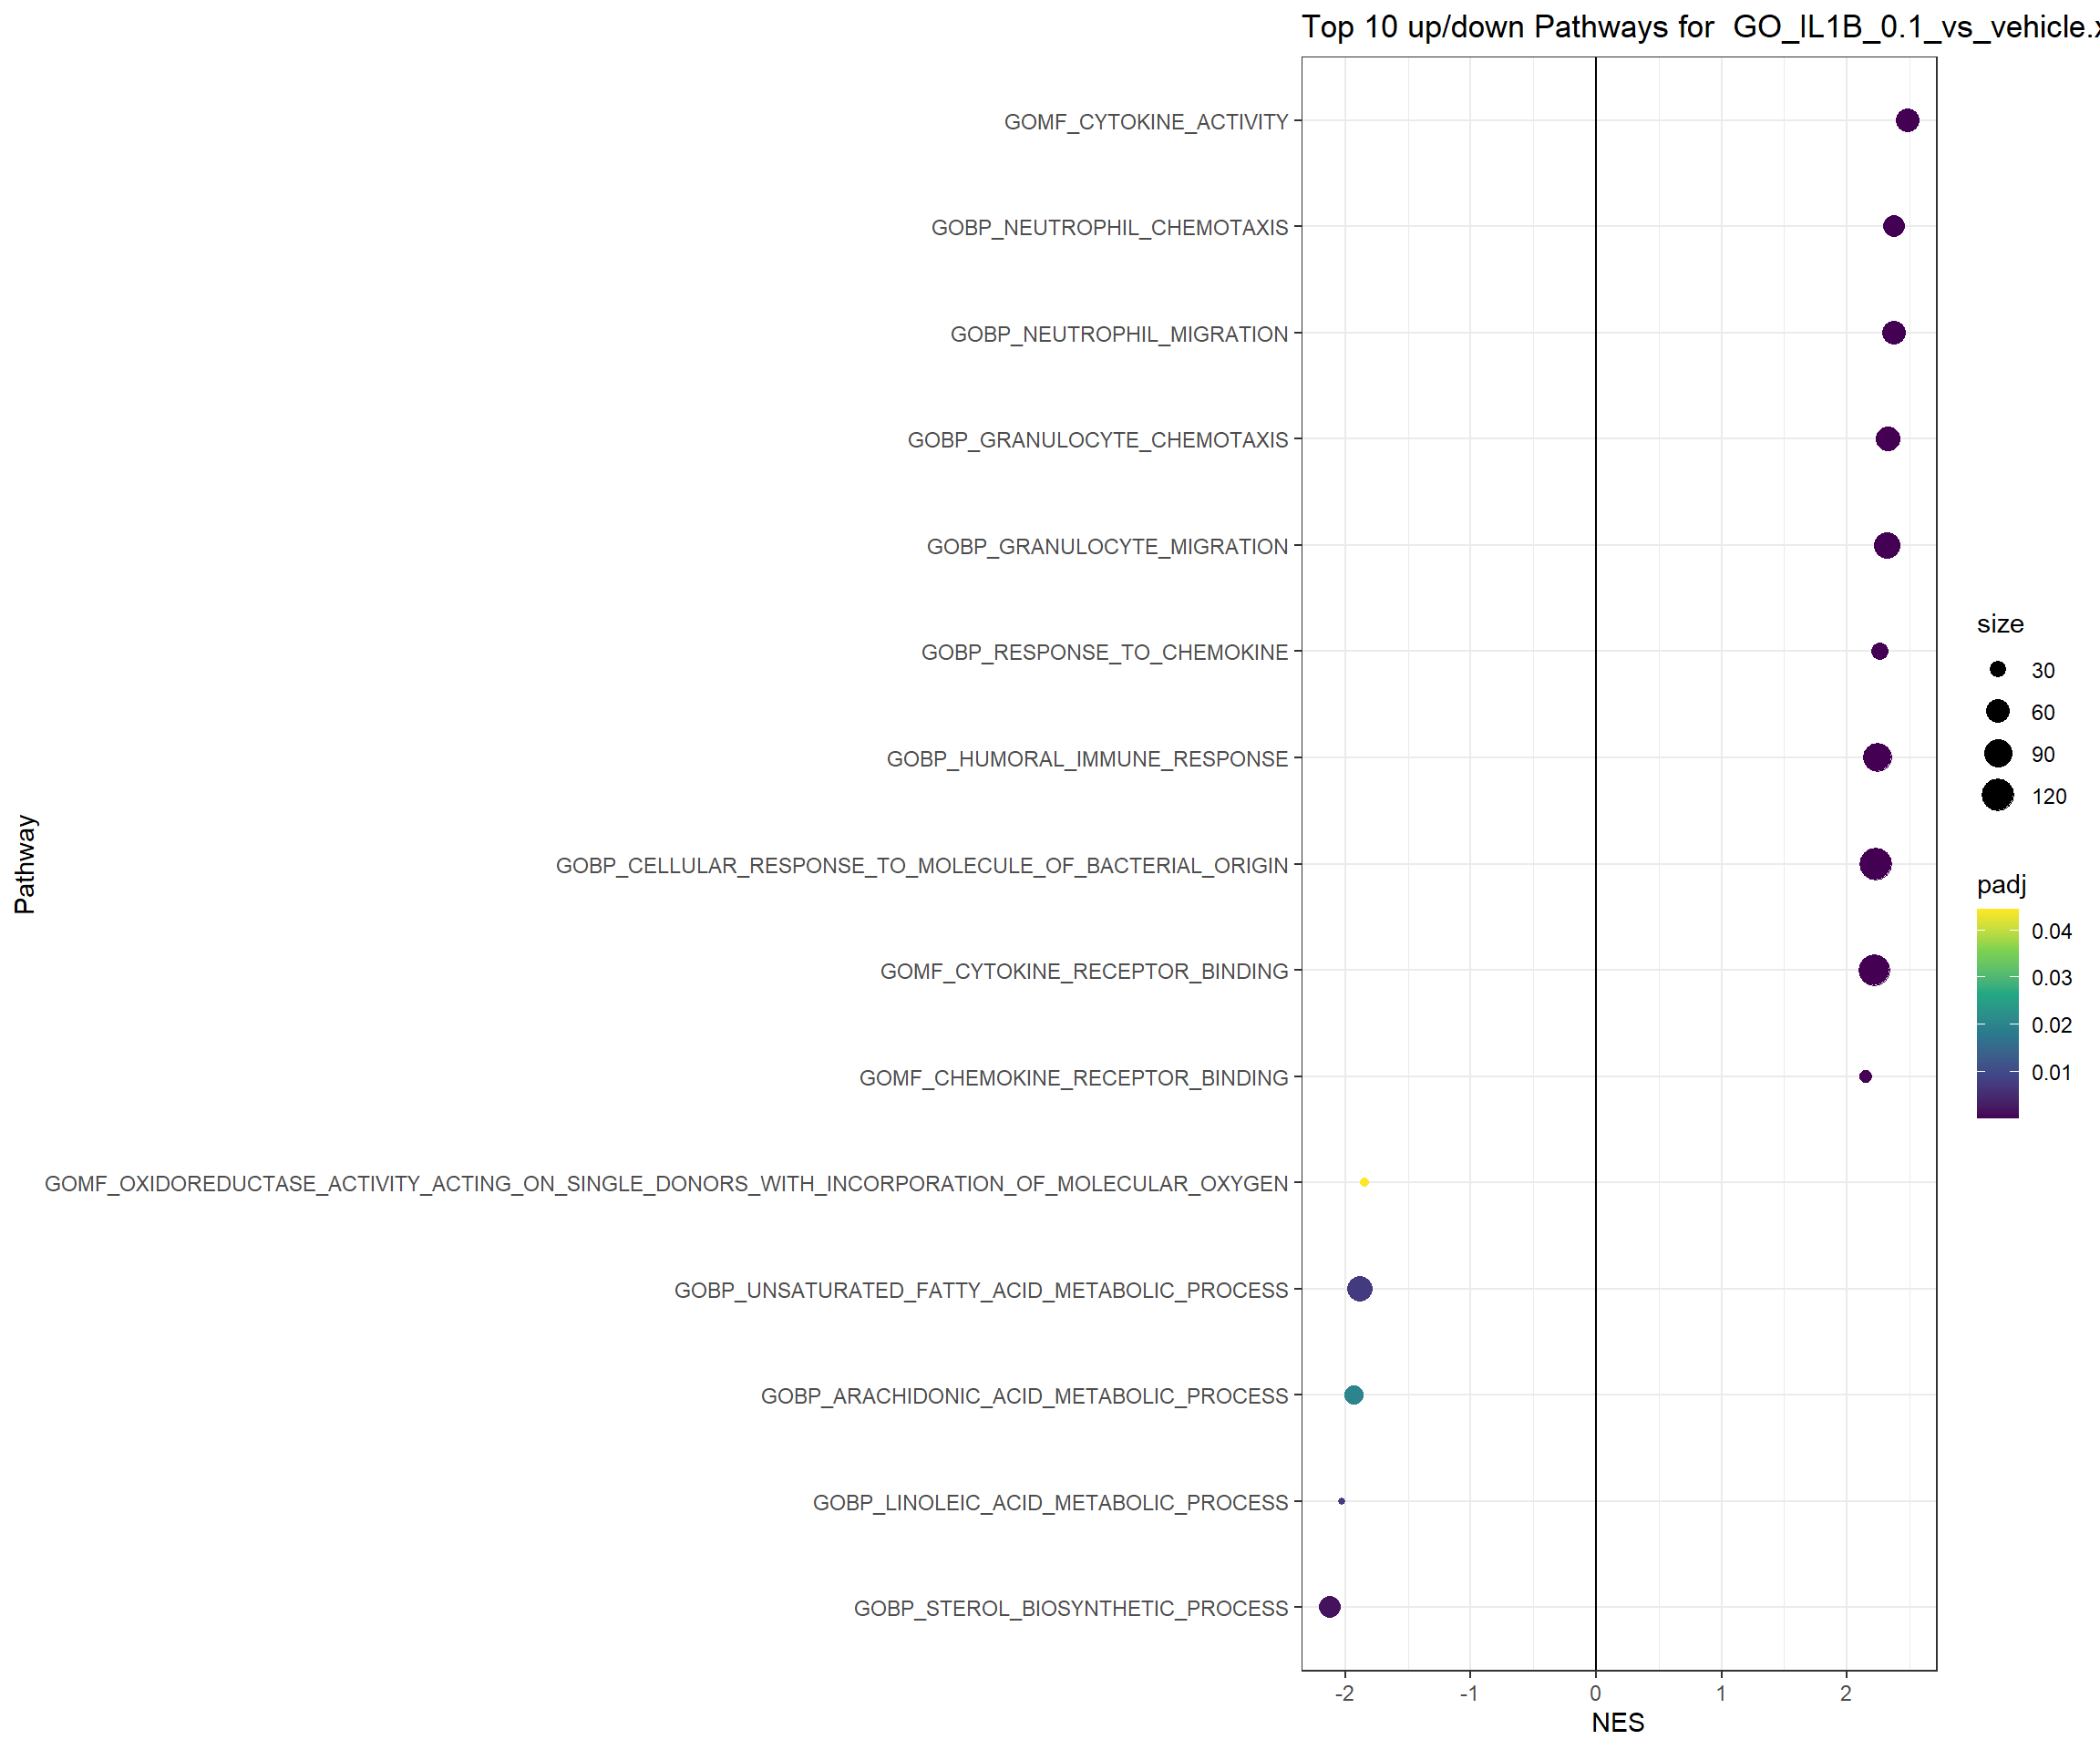 Top 10 up/down Pathways for  GO_IL1B_0.1_vs_vehicle.x
GOMF_CYTOKINE_ACTIVITY
GOBP_NEUTROPHIL_CHEMOTAXIS
GOBP_NEUTROPHIL_MIGRATION
GOBP_GRANULOCYTE_CHEMOTAXIS
GOBP_GRANULOCYTE_MIGRATION
GOBP_RESPONSE_TO_CHEMOKINE
GOBP_HUMORAL_IMMUNE_RESPONSE
GOBP_CELLULAR_RESPONSE_TO_MOLECULE_OF_BACTERIAL_ORIGIN
GOMF_CYTOKINE_RECEPTOR_BINDING
GOMF_CHEMOKINE_RECEPTOR_BINDING
GOMF_OXIDOREDUCTASE_ACTIVITY_ACTING_ON_SINGLE_DONORS_WITH_INCORPORATION_OF_MOLECULAR_OXYGEN
GOBP_UNSATURATED_FATTY_ACID_METABOLIC_PROCESS
GOBP_ARACHIDONIC_ACID_METABOLIC_PROCESS
GOBP_LINOLEIC_ACID_METABOLIC_PROCESS
GOBP_STEROL_BIOSYNTHETIC_PROCESS
Pathway
-2 -1 0 1 2
NES
size
30
60
90
120
padj
0.04
0.03
0.02
0.01